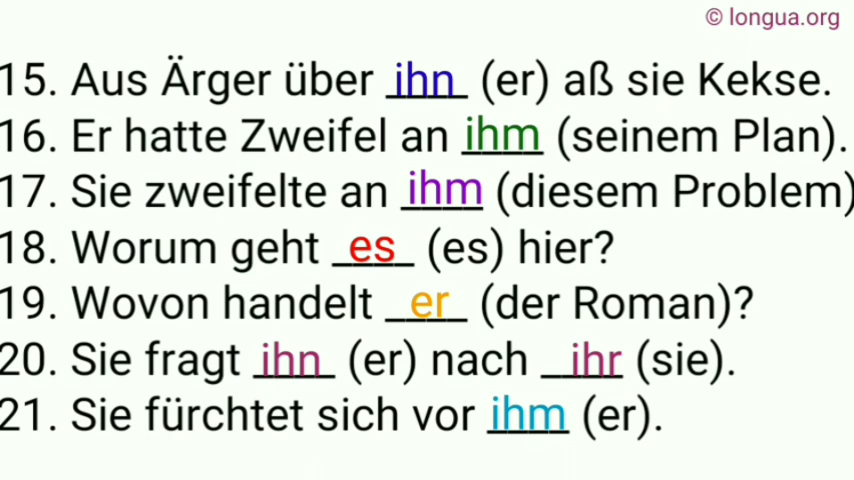 © longua.org
15. Aus Ärger über ihn (er) aß sie Kekse.
16. Er hatte Zweifel an ihm (seinem Plan).
17. Sie zweifelte an ihm (diesem Problem)
18. Worum geht es (es) hier?
19. Wovon handelt er (der Roman)?
20. Sie fragt ihn (er) nach ihr (sie).
21. Sie fürchtet sich vor ihm (er).